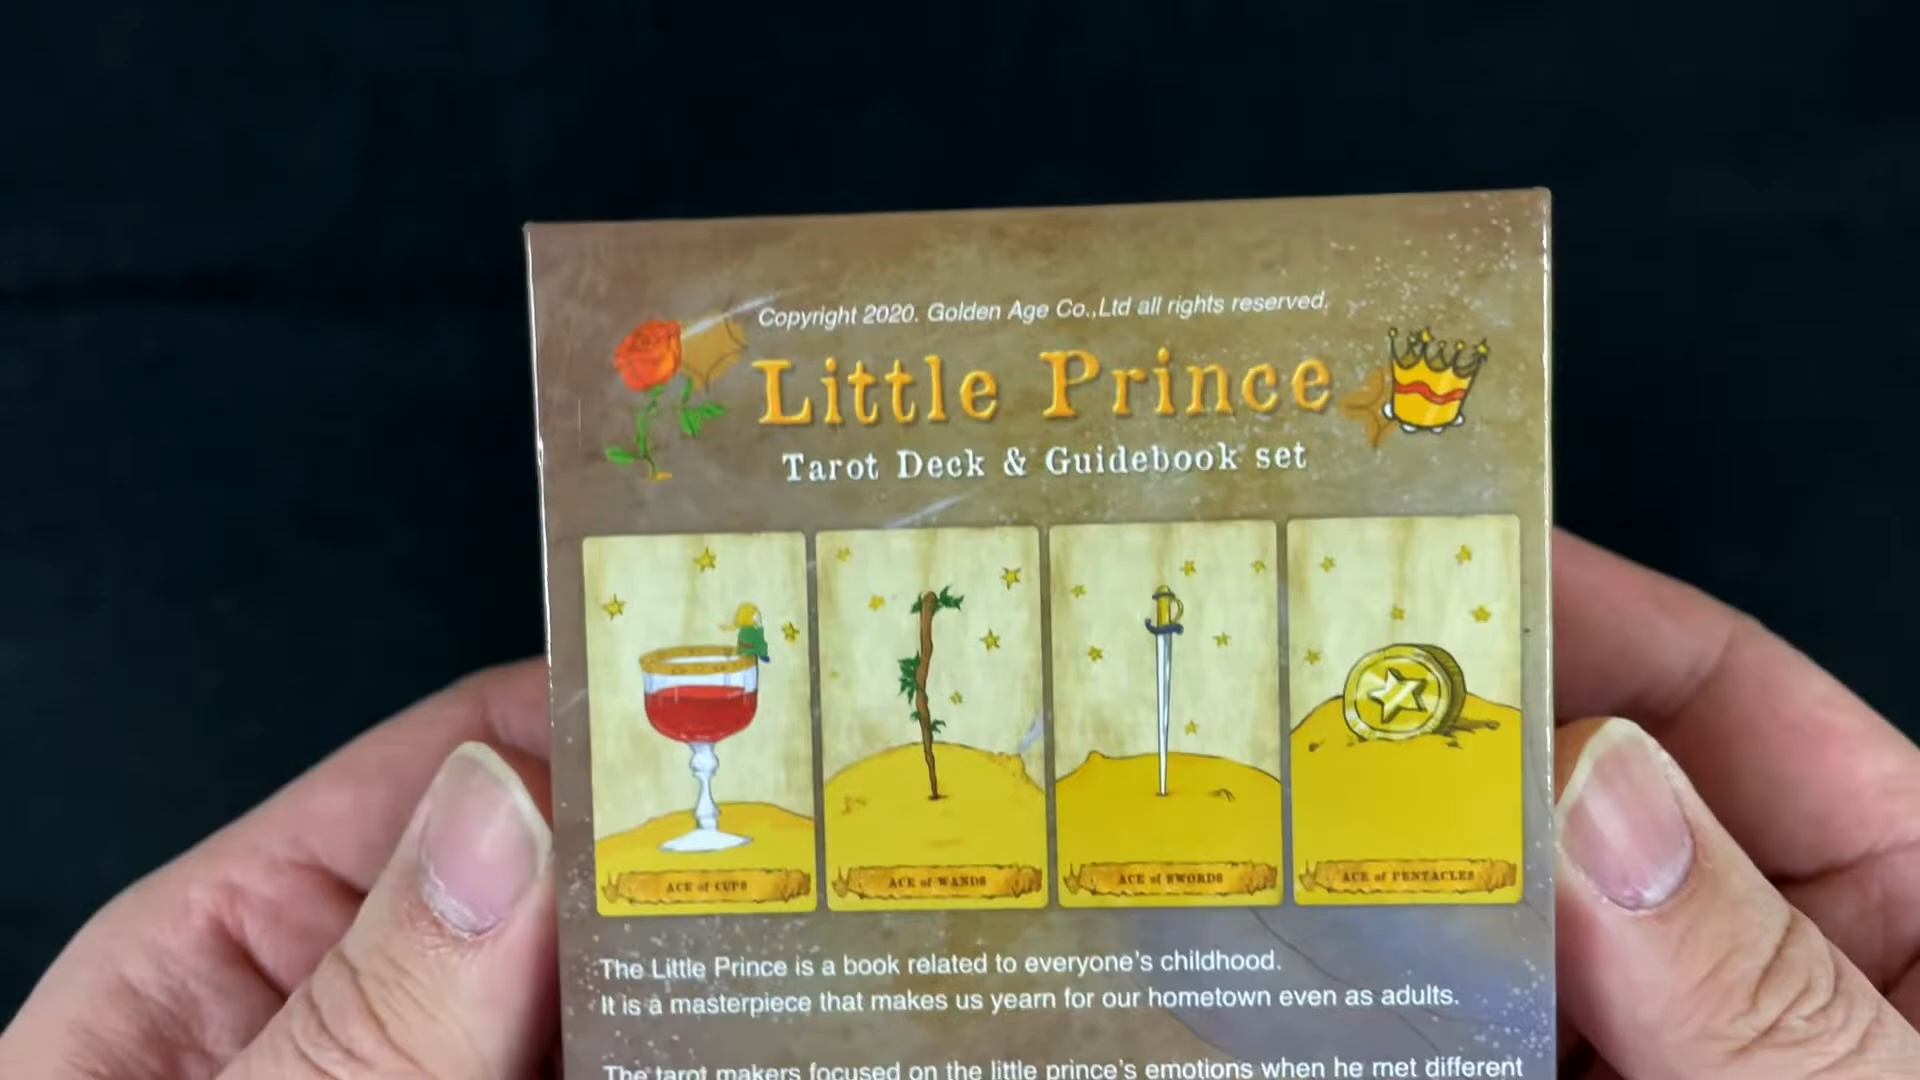 Copyright 2020. Golden Age Co.,Ltd all rights reserved.
Little Prince
Tarot Deck & Guidebook set
ACE of CUPS
ACE of WANDS
ACE of SWORDS
ACE of PENTACLES
The Little Prince is a book related to everyone's childhood.
It is a masterpiece that makes us yearn for our hometown even as adults.
The tarot makers focused on the little prince's emotions when he met different